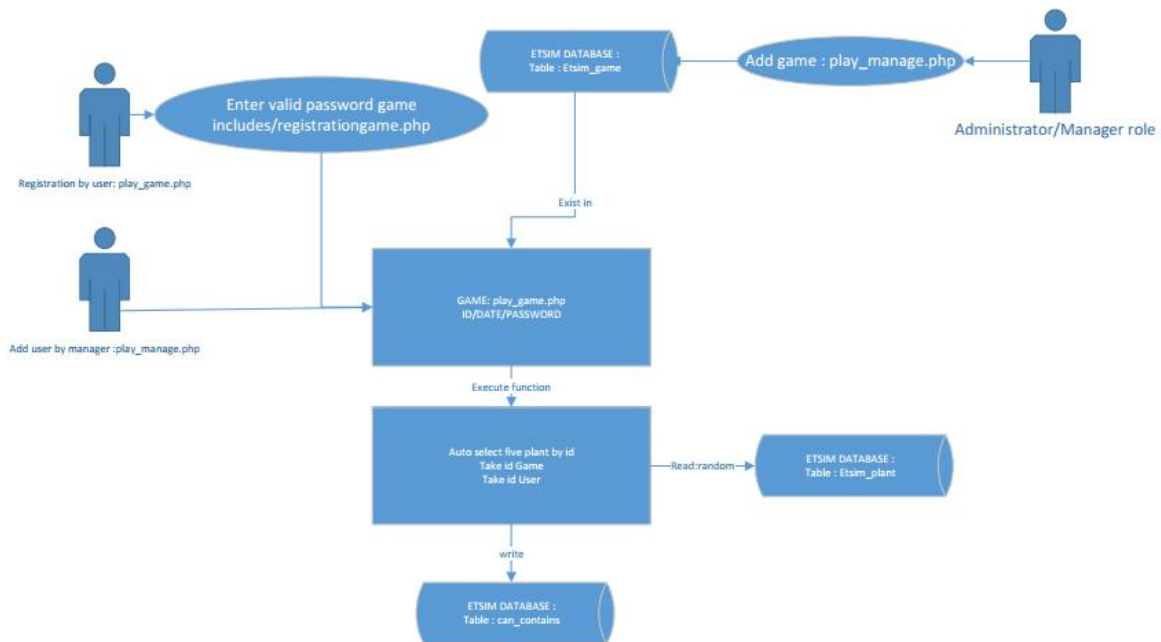 ETSIM DATABASE :
Table : Etsim_game
Add game : play_manage.php
Administrator/Manager role
Enter valid password game
includes/registrationgame.php
Registration by user: play_game.php
Exist in
GAME: play_game.php
ID/DATE/PASSWORD
Add user by manager :play_manage.php
Execute function
Auto select five plant by id
Take id Game
Take id User
Read:random
ETSIM DATABASE :
Table : Etsim_plant
write
ETSIM DATABASE :
Table : can_contains